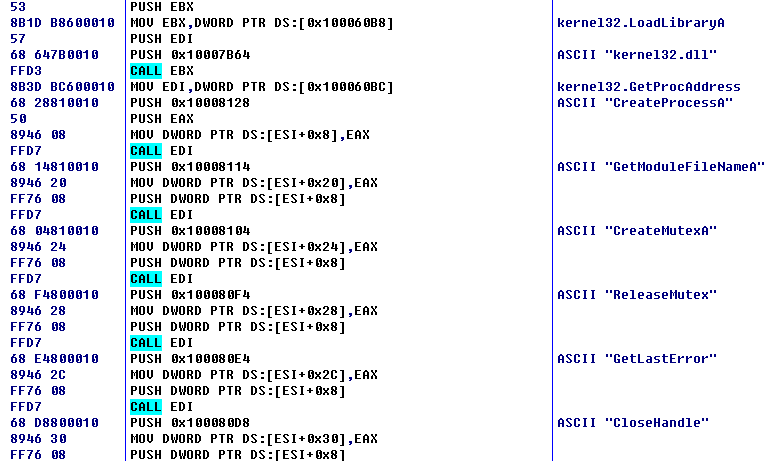 53 PUSH EBX
8B1D B8600010 MOV EBX,DWORD PTR DS:[0x100060B8] kernel32.LoadLibraryA
57 PUSH EDI
68 647B0010 PUSH 0x10007B64 ASCII "kernel32.dll"
FFD3 CALL EBX
8B3D BC600010 MOV EDI,DWORD PTR DS:[0x100060BC] kernel32.GetProcAddress
68 28810010 PUSH 0x10008128 ASCII "CreateProcessA"
50 PUSH EAX
8946 08 MOV DWORD PTR DS:[ESI+0x8],EAX
FFD7 CALL EDI
68 14810010 PUSH 0x10008114 ASCII "GetModuleFileNameA"
8946 20 MOV DWORD PTR DS:[ESI+0x20],EAX
FF76 08 PUSH DWORD PTR DS:[ESI+0x8]
FFD7 CALL EDI
68 04810010 PUSH 0x10008104 ASCII "CreateMutexA"
8946 24 MOV DWORD PTR DS:[ESI+0x24],EAX
FF76 08 PUSH DWORD PTR DS:[ESI+0x8]
FFD7 CALL EDI
68 F4800010 PUSH 0x100080F4 ASCII "ReleaseMutex"
8946 28 MOV DWORD PTR DS:[ESI+0x28],EAX
FF76 08 PUSH DWORD PTR DS:[ESI+0x8]
FFD7 CALL EDI
68 E4800010 PUSH 0x100080E4 ASCII "GetLastError"
8946 2C MOV DWORD PTR DS:[ESI+0x2C],EAX
FF76 08 PUSH DWORD PTR DS:[ESI+0x8]
FFD7 CALL EDI
68 D8800010 PUSH 0x100080D8 ASCII "CloseHandle"
8946 30 MOV DWORD PTR DS:[ESI+0x30],EAX
FF76 08 PUSH DWORD PTR DS:[ESI+0x8]